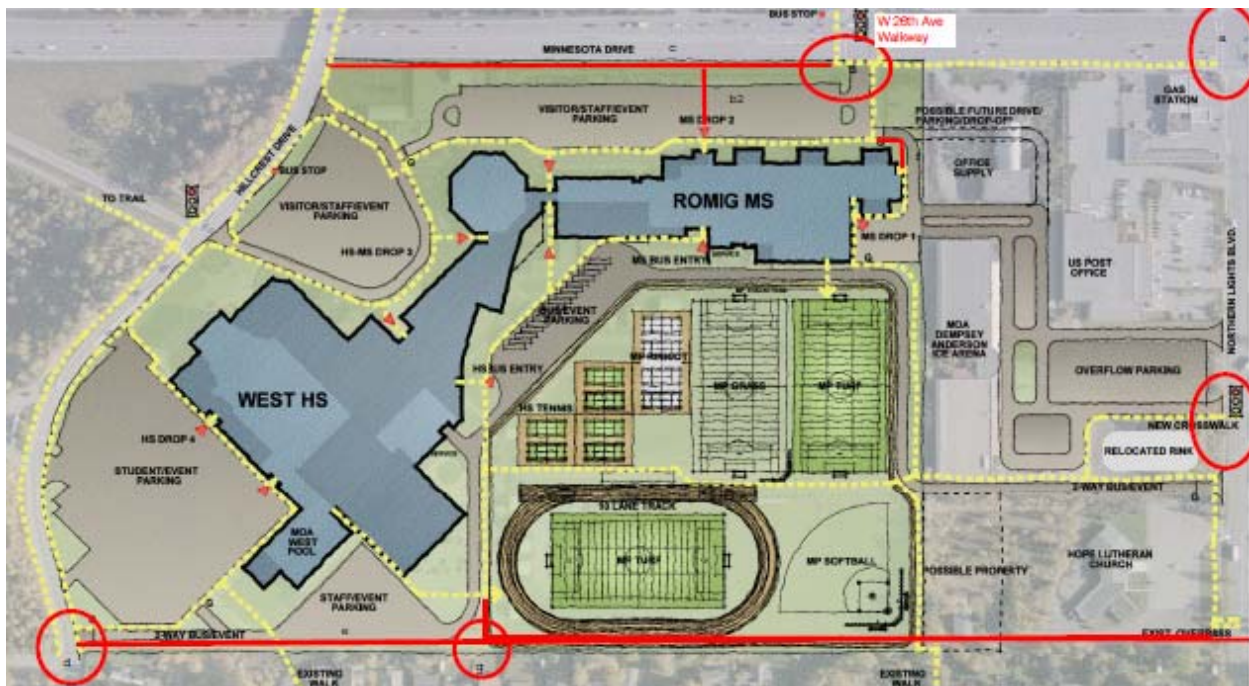 BUS STOP
W 26th Ave
Walkway
MINNESOTA DRIVE
GAS
STATION
VISITOR/STAFF/EVENT
PARKING
MS DROP 2
POSSIBLE FUTURE DRIVE/
PARKING/DROP-OFF
HILLCREST DRIVE
BUS STOP
OFFICE
SUPPLY
TO TRAIL
VISITOR/STAFF/EVENT
PARKING
ROMIG MS
HS-MS DROP 3
MS DROP 1
MS BUS ENTRY
SERVICE
US POST
OFFICE
NORTHERN LIGHTS BLVD.
BUS/EVENT
PARKING
MOA
DEMPSEY
ANDERSON
ICE ARENA
HS BUS ENTRY
MP GRASS
MP TURF
OVERFLOW PARKING
WEST HS
HS TENNIS
HS DROP 4
NEW CROSSWALK
STUDENT/EVENT
PARKING
SERVICE
RELOCATED RINK
2-WAY BUS/EVENT
10 LANE TRACK
MOA
WEST
POOL
MP TURF
MP SOFTBALL
HOPE LUTHERAN
CHURCH
POSSIBLE PROPERTY
STAFF/EVENT
PARKING
2-WAY BUS/EVENT
EXIST. OVERPASS
EXISTING
WALK
EXISTING
WALK